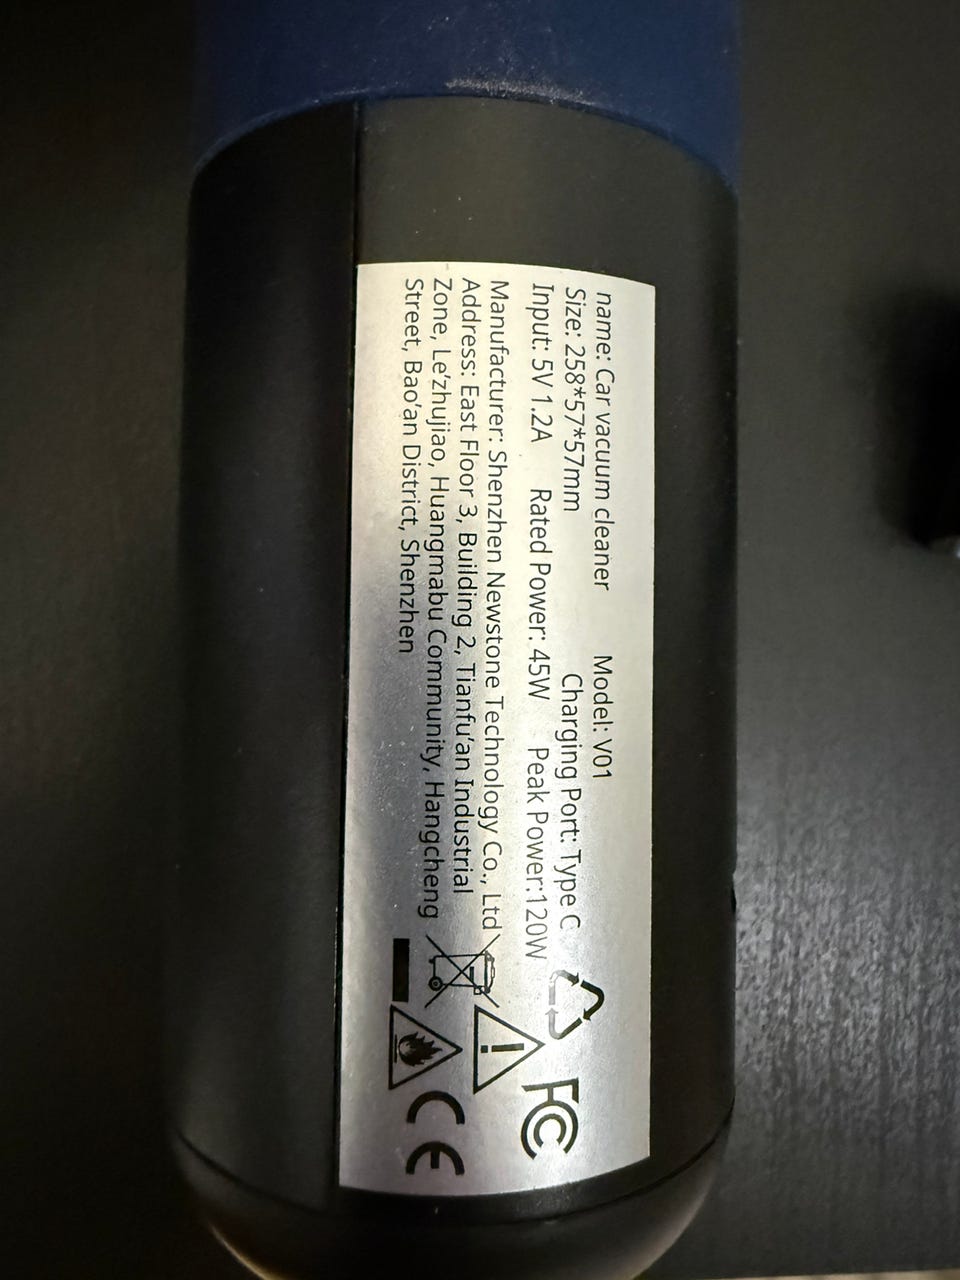 name: Car vacuum cleaner Model: V01
Size: 258*57*57mm Charging Port: Type C
Input: 5V 1.2A Rated Power: 45W Peak Power:120W
Manufacturer: Shenzhen Newstone Technology Co., Ltd
Address: East Floor 3, Building 2, Tianfu'an Industrial
Zone, Le'zhujiao, Huangmabu Community, Hangcheng
Street, Bao'an District, Shenzhen
FC
CE